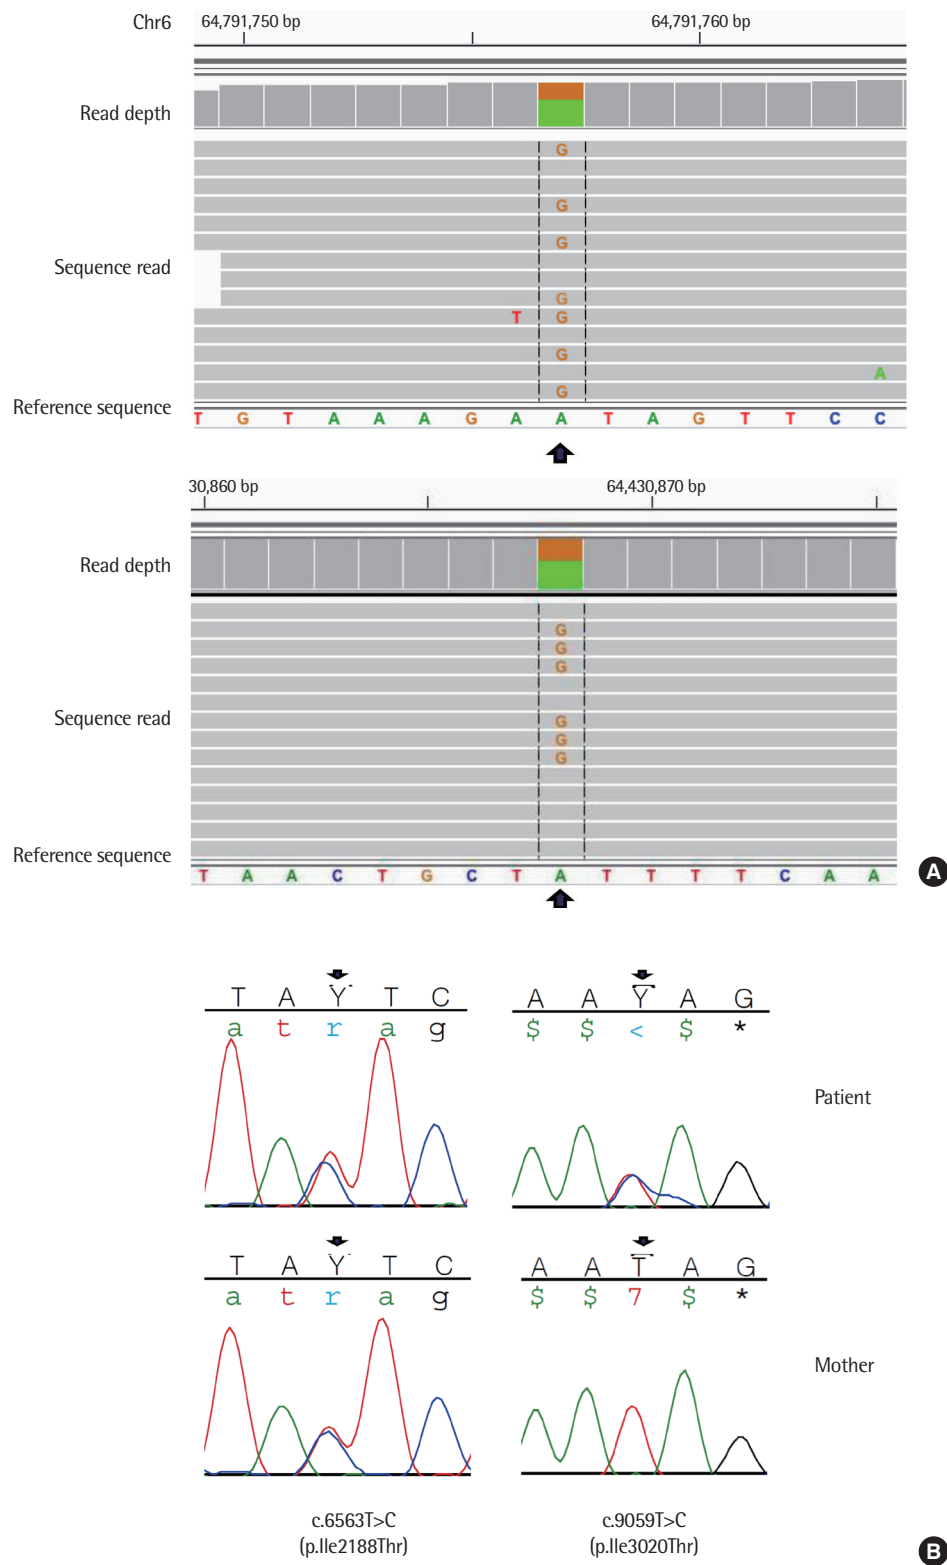 Chr6
64,791,750 bp
64,791,760 bp
Read depth
G
G
G
Sequence read
G
T G
G
A
G
Reference sequence
T G T A A A G A A T A G T T C C
30,860 bp
64,430,870 bp
Read depth
G
G
G
Sequence read
G
G
G
Reference sequence
T A A C T G C T A T T T T C A A
A
T A Y T C
a t r a g
A A Y A G
$ $ < $ *
Patient
T A Y T C
a t r a g
A A T A G
$ $ 7 $ *
Mother
c.6563T>C
(p.Ile2188Thr)
c.9059T>C
(p.Ile3020Thr)
B